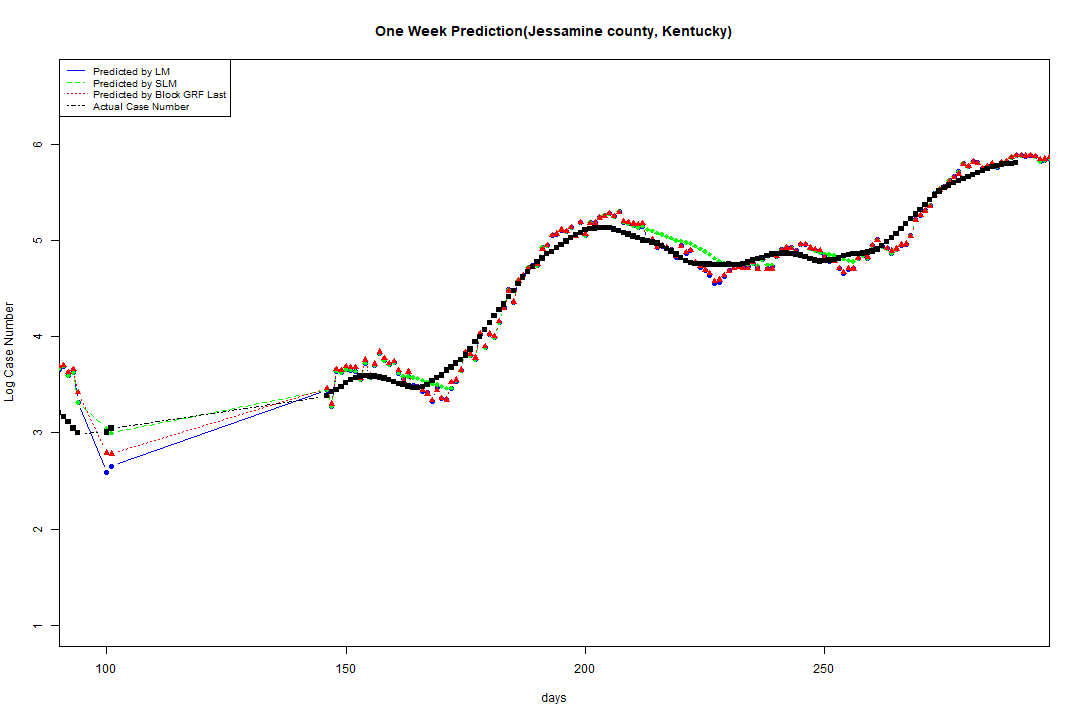 One Week Prediction(Jessamine county, Kentucky)
Predicted by LM
Predicted by SLM
Predicted by Block GRF Last
Actual Case Number
6
5
4
3
2
1
Log Case Number
100 150 200 250
days